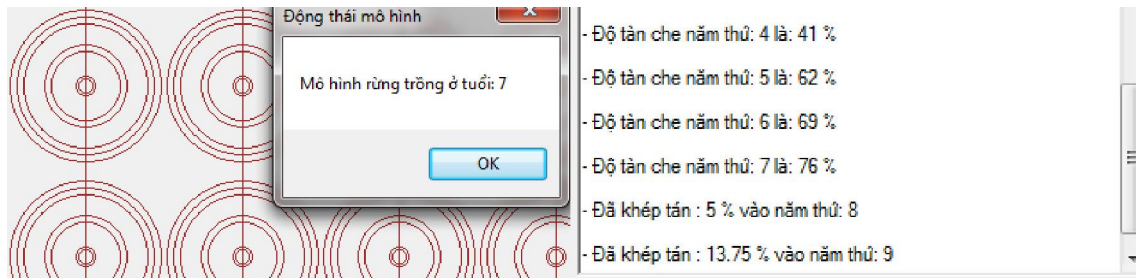 Động thái mô hình
Mô hình rừng trồng ở tuổi: 7
OK
- Độ tàn che năm thứ: 4 là: 41 %
- Độ tàn che năm thứ: 5 là: 62 %
- Độ tàn che năm thứ: 6 là: 69 %
- Độ tàn che năm thứ: 7 là: 76 %
- Đã khép tán : 5 % vào năm thứ: 8
- Đã khép tán : 13.75 % vào năm thứ: 9